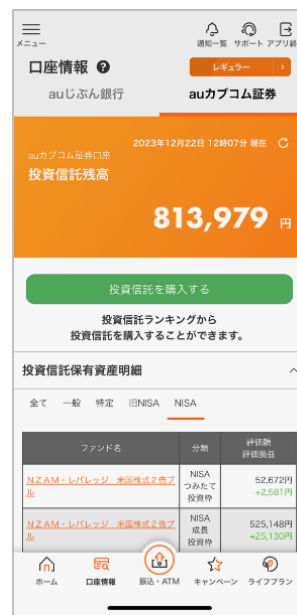 メニュー
通知一覧 サポート アプリ終
口座情報 ?
レギュラー >
auじぶん銀行 auカブコム証券
2023年12月22日 12時07分 現在
auカブコム証券口座
投資信託残高
813,979 円
投資信託を購入する
投資信託ランキングから
投資信託を購入することができます。
投資信託保有資産明細
全て 一般 特定 旧NISA NISA
ファンド名 分類 評価額
評価損益
NZAM・レバレッジ 米国株式2倍ブル
NISA
つみたて
投資枠
52,672円
+2,581円
NZAM・レバレッジ 米国株式2倍ブル
NISA
成長
投資枠
525,148円
+25,130円
ホーム 口座情報 振込・ATM キャンペーン ライフプラン